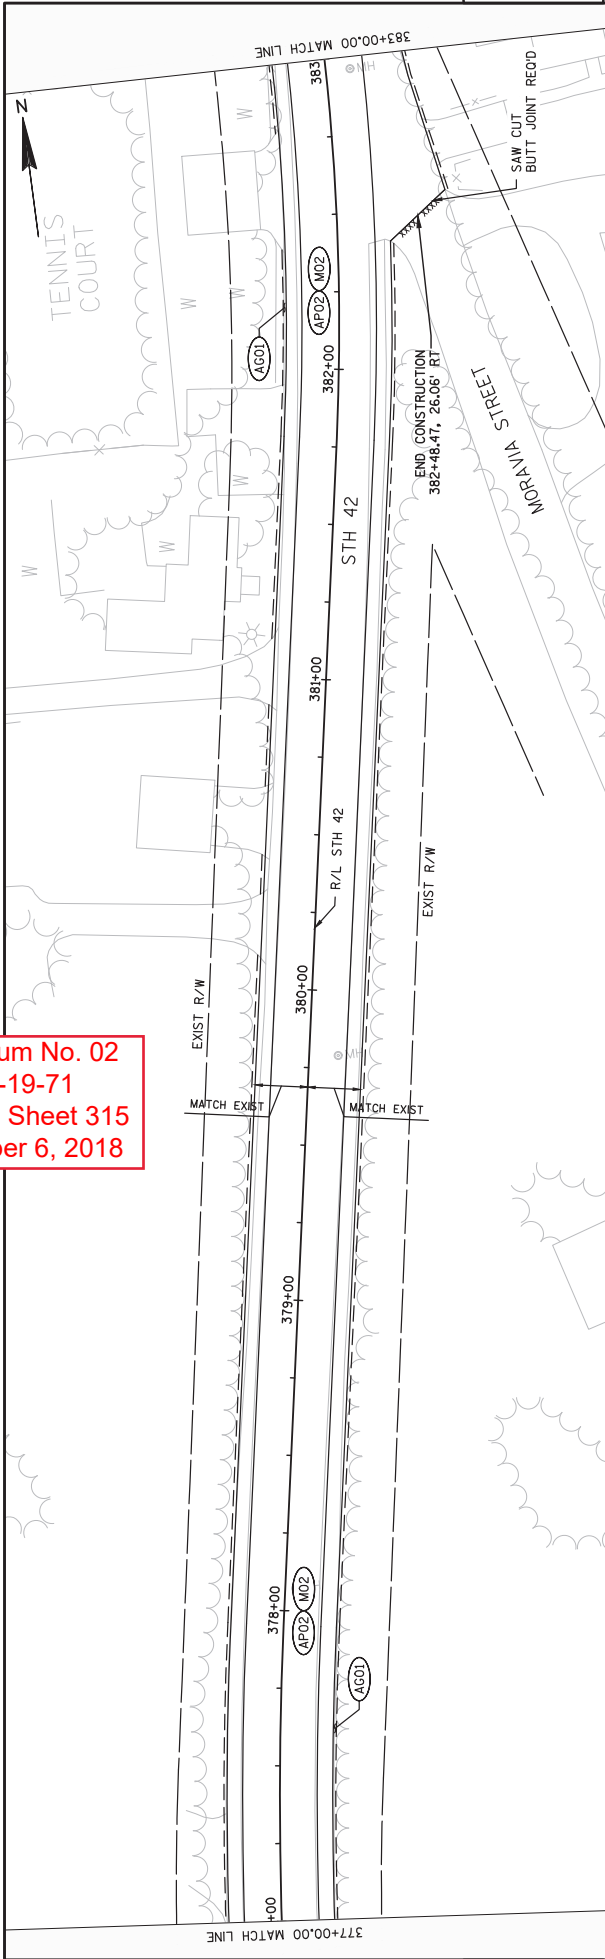 383+00.00 MATCH LINE
N
383
MH
TENNIS
COURT
W
SAW CUT
BUTT JOINT REQ'D
W
W
AP02
M02
AG01
382+00
END CONSTRUCTION
382+48.47, 26.06' RT
MORAVIA STREET
W
STH 42
W
W
381+00
R/L STH 42
EXIST R/W
380+00
EXIST R/W
MH
um No. 02
-19-71
Sheet 315
ber 6, 2018
MATCH EXIST
MATCH EXIST
379+00
378+00
AP02
M02
AG01
+00
377+00.00 MATCH LINE